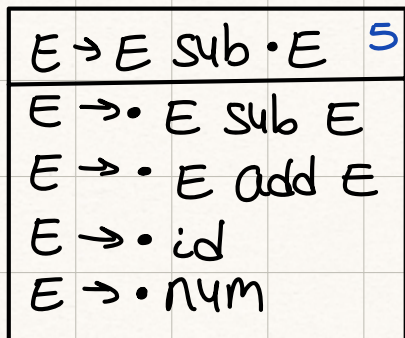 E → E sub · E 5
E → · E sub E
E → · E add E
E → · id
E → · num